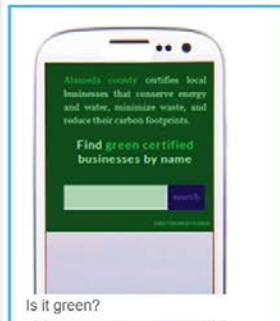 Alameda county certifies local
businesses that conserve energy
and water, minimize waste, and
reduce their carbon footprints.
Find green certified
businesses by name
search
Is it green?